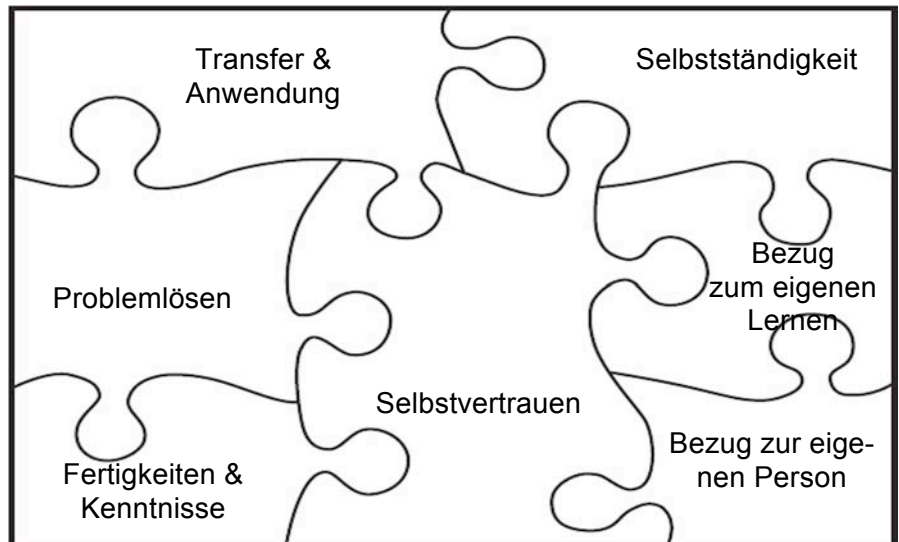 Transfer &
Anwendung
Selbstständigkeit
Problemlösen
Bezug
zum eigenen
Lernen
Selbstvertrauen
Fertigkeiten &
Kenntnisse
Bezug zur eige-
nen Person